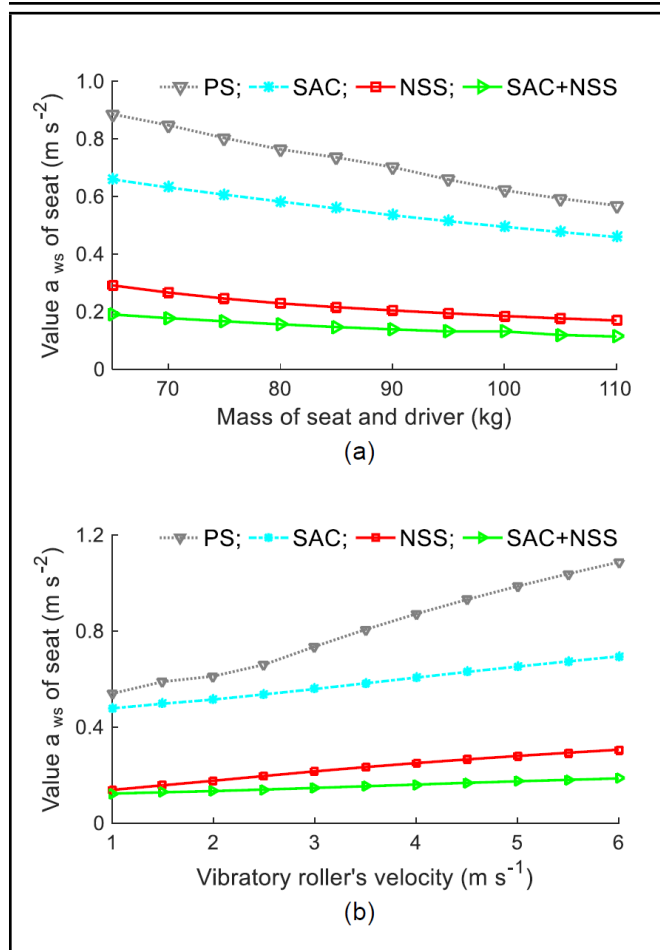 PS; SAC; NSS; SAC+NSS
1.0
0.8
0.6
0.4
0.2
0
Value a ws of seat (m s-2)
70 80 90 100 110
Mass of seat and driver (kg)
(a)
PS; SAC; NSS; SAC+NSS
1.2
0.8
0.4
0
Value a ws of seat (m s-2)
1 2 3 4 5 6
Vibratory roller's velocity (m s-1)
(b)